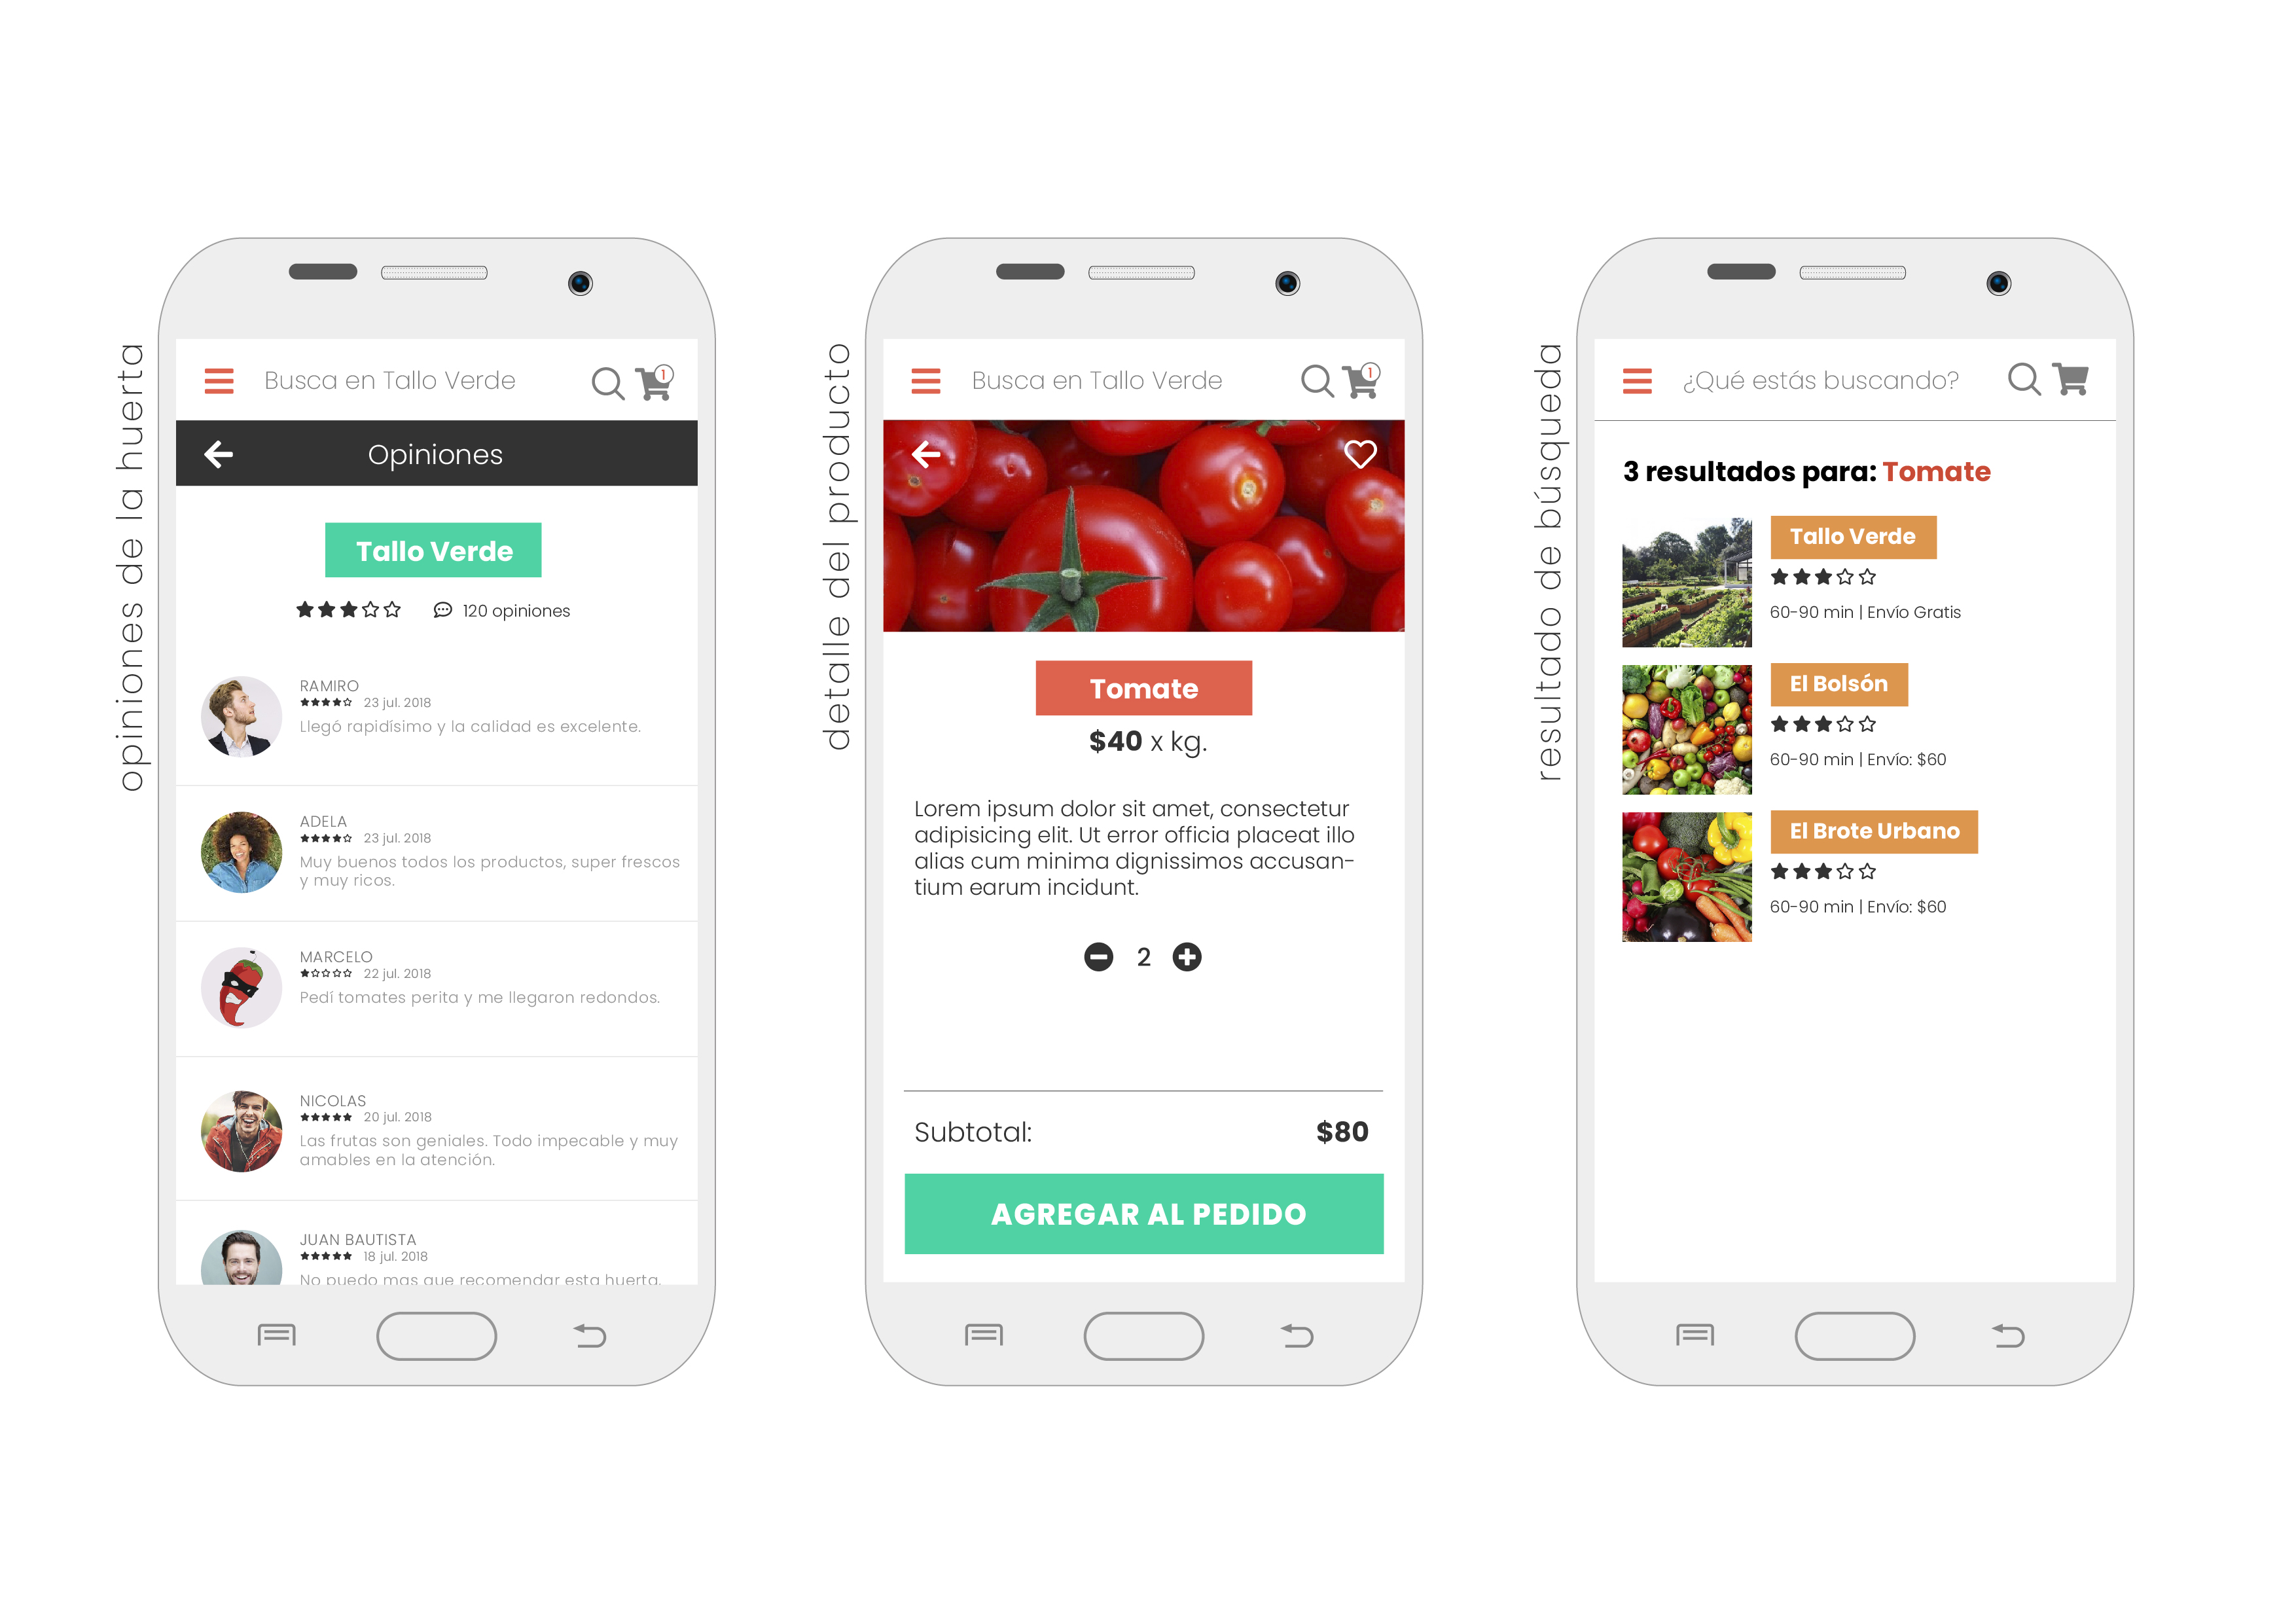 opiniones de la huerta
Busca en Tallo Verde
1
Opiniones
Tallo Verde
120 opiniones
RAMIRO
23 jul. 2018
Llegó rapidísimo y la calidad es excelente.
ADELA
23 jul. 2018
Muy buenos todos los productos, super frescos
y muy ricos.
MARCELO
22 jul. 2018
Pedí tomates perita y me llegaron redondos.
NICOLAS
20 jul. 2018
Las frutas son geniales. Todo impecable y muy
amables en la atención.
JUAN BAUTISTA
18 jul. 2018
No puedo mas que recomendar esta huerta.
detalle del producto
Busca en Tallo Verde
1
Tomate
$40 x kg.
Lorem ipsum dolor sit amet, consectetur
adipisicing elit. Ut error officia placeat illo
alias cum minima dignissimos accusan-
tium earum incidunt.
2
Subtotal: $80
AGREGAR AL PEDIDO
resultado de búsqueda
¿Qué estás buscando?
3 resultados para: Tomate
Tallo Verde
60-90 min | Envío Gratis
El Bolsón
60-90 min | Envío: $60
El Brote Urbano
60-90 min | Envío: $60